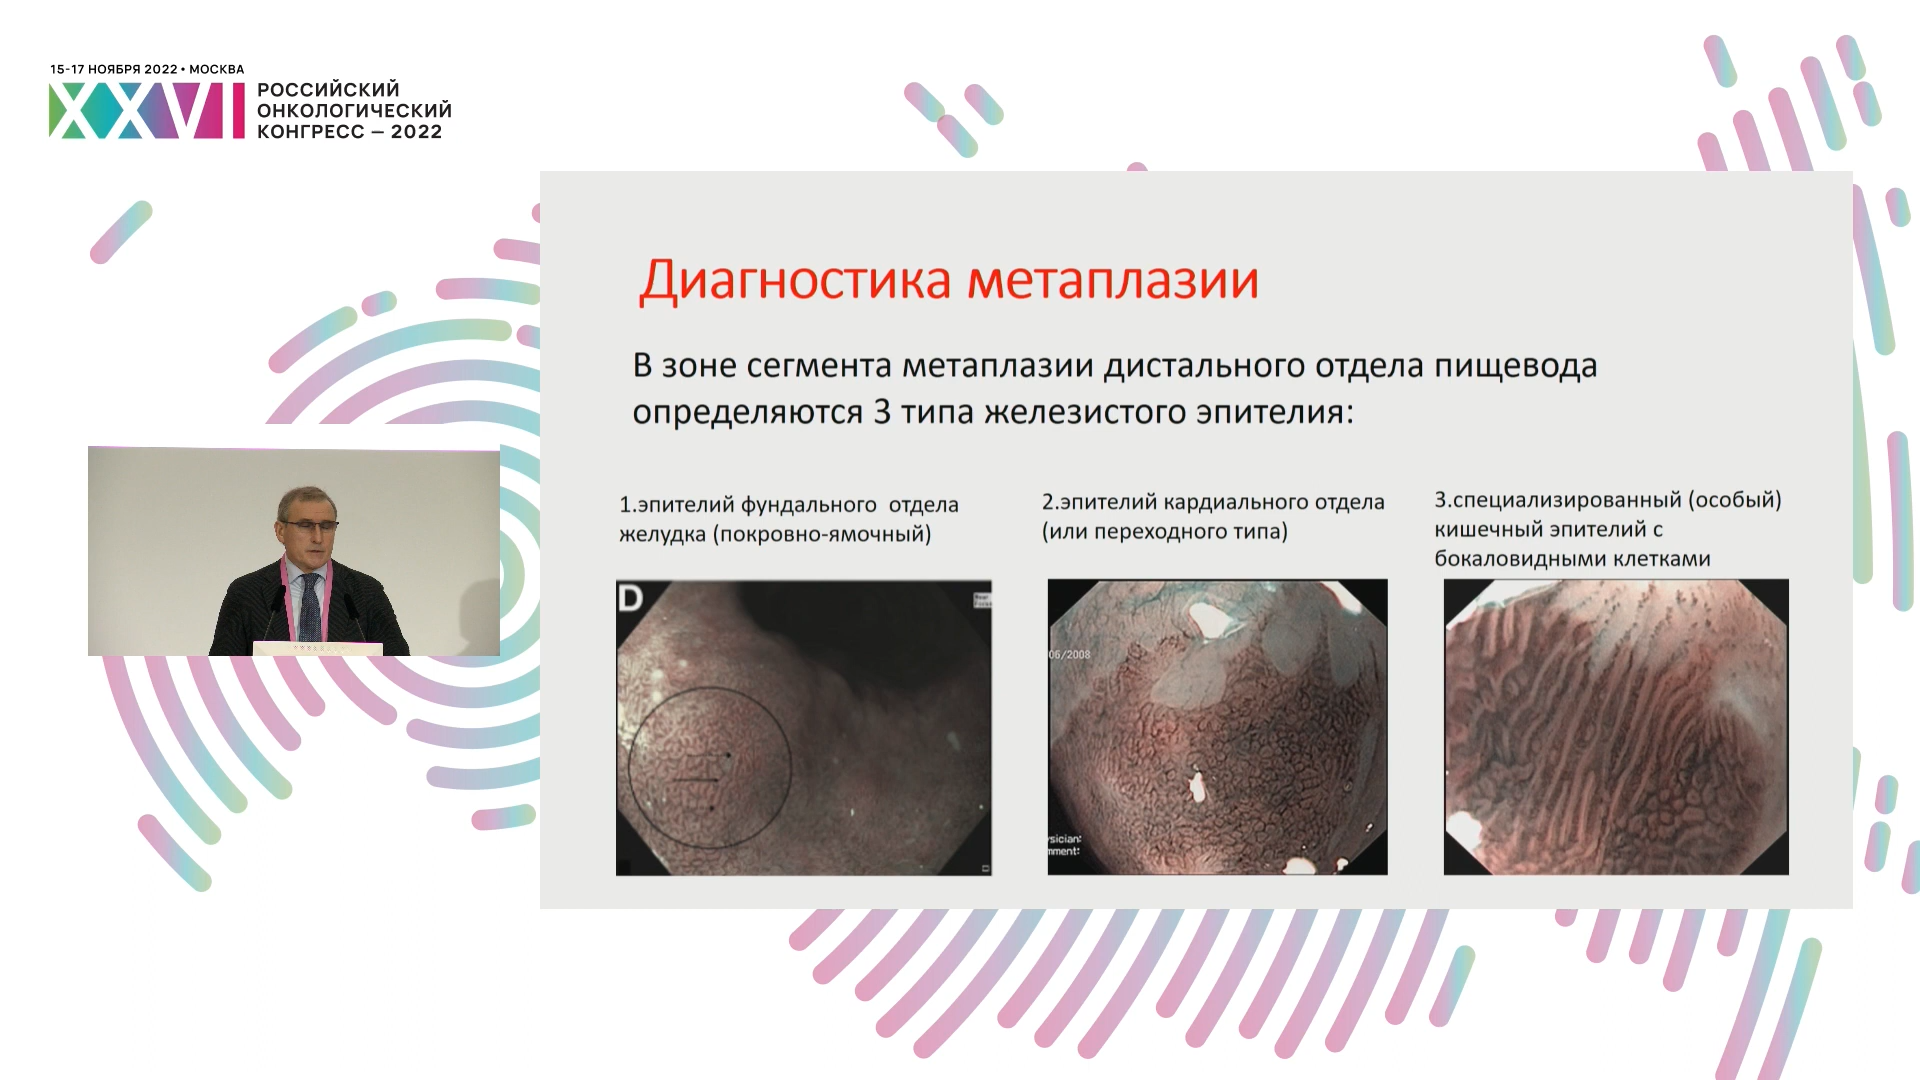 15-17 НОЯБРЯ 2022 • МОСКВА
XXVI
РОССИЙСКИЙ
ОНКОЛОГИЧЕСКИЙ
КОНГРЕСС – 2022
Диагностика метаплазии
В зоне сегмента метаплазии дистального отдела пищевода
определяются 3 типа железистого эпителия:
1.эпителий фундального отдела
желудка (покровно-ямочный)
2.эпителий кардиального отдела
(или переходного типа)
3.специализированный (особый)
кишечный эпителий с
бокаловидными клетками
D
06/2008
ysician:
mment: